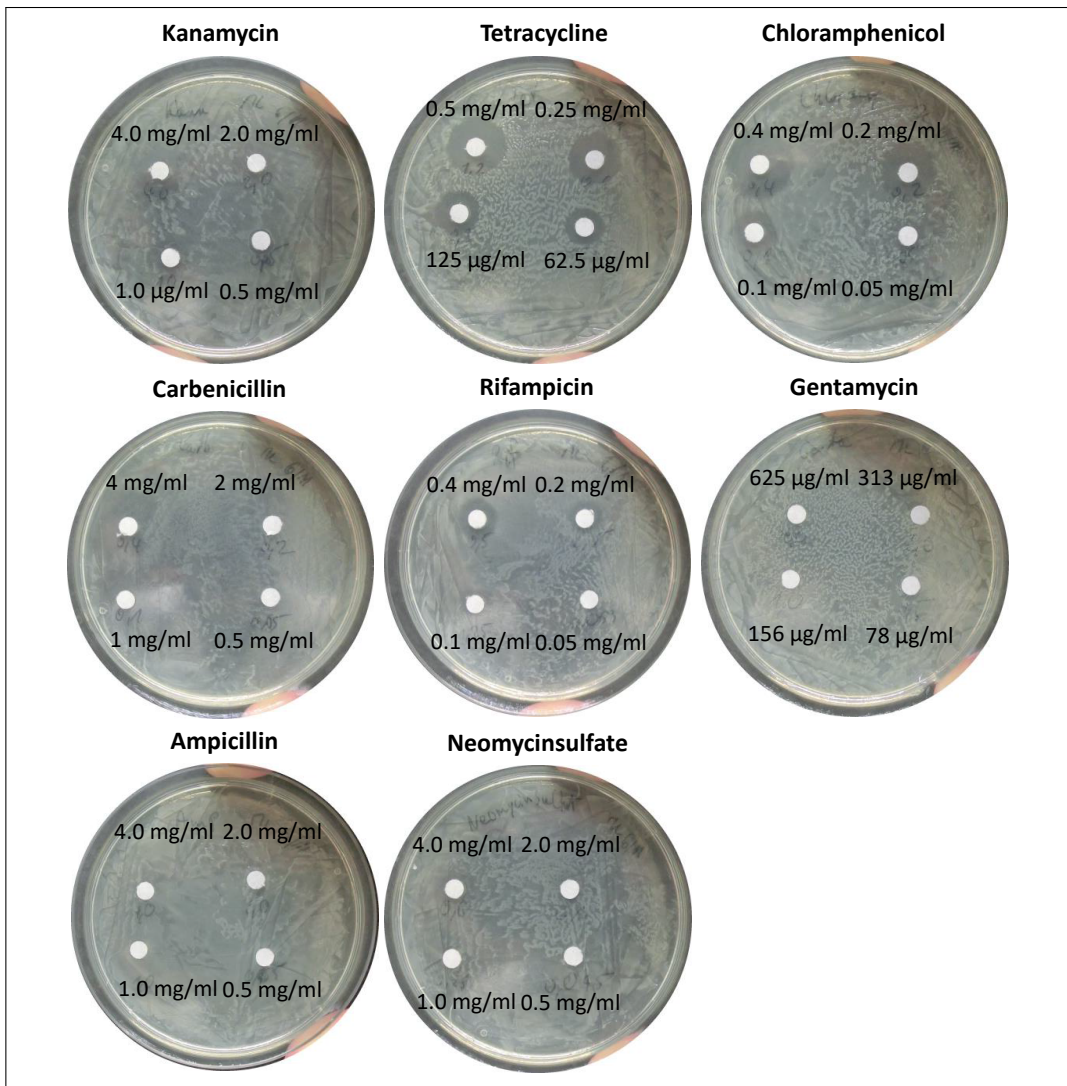 Kanamycin Tetracycline Chloramphenicol
4.0 mg/ml 2.0 mg/ml
1.0 µg/ml 0.5 mg/ml
0.5 mg/ml 0.25 mg/ml
125 µg/ml 62.5 µg/ml
0.4 mg/ml 0.2 mg/ml
0.1 mg/ml 0.05 mg/ml
Carbenicillin Rifampicin Gentamycin
4 mg/ml 2 mg/ml
1 mg/ml 0.5 mg/ml
0.4 mg/ml 0.2 mg/ml
0.1 mg/ml 0.05 mg/ml
625 µg/ml 313 µg/ml
156 µg/ml 78 µg/ml
Ampicillin Neomycinsulfate
4.0 mg/ml 2.0 mg/ml
1.0 mg/ml 0.5 mg/ml
Neomycinsulfat
4.0 mg/ml 2.0 mg/ml
1.0 mg/ml 0.5 mg/ml